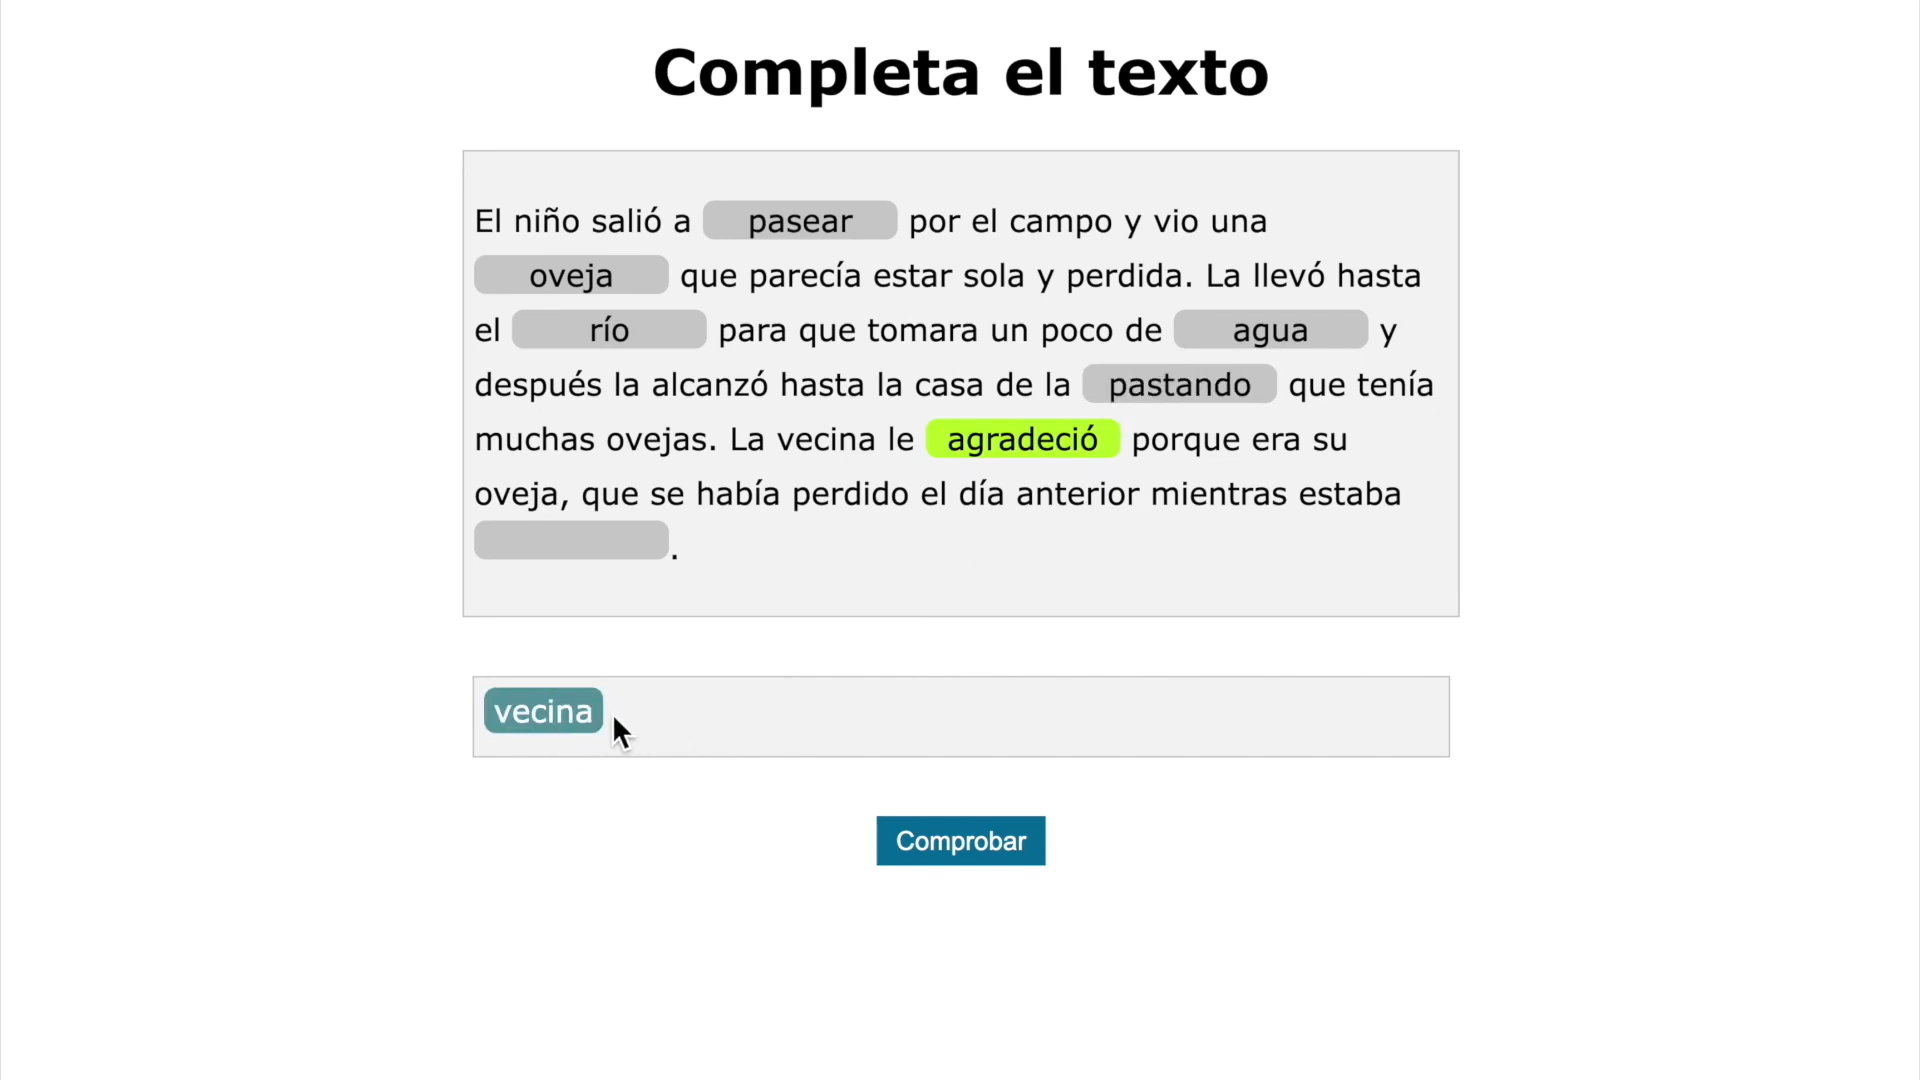 Completa el texto
El niño salió a pasear por el campo y vio una
oveja que parecía estar sola y perdida. La llevó hasta
el río para que tomara un poco de agua y
después la alcanzó hasta la casa de la pastando que tenía
muchas ovejas. La vecina le agradeció porque era su
oveja, que se había perdido el día anterior mientras estaba
.
vecina
Comprobar